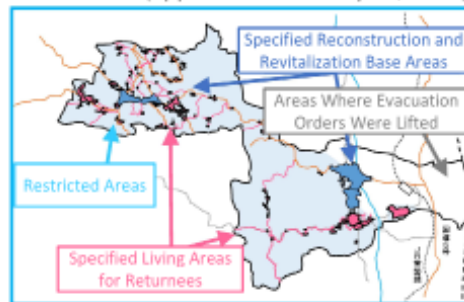 Specified Reconstruction and
Revitalization Base Areas
Areas Where Evacuation
Orders Were Lifted
Restricted Areas
Specified Living Areas
for Returnees